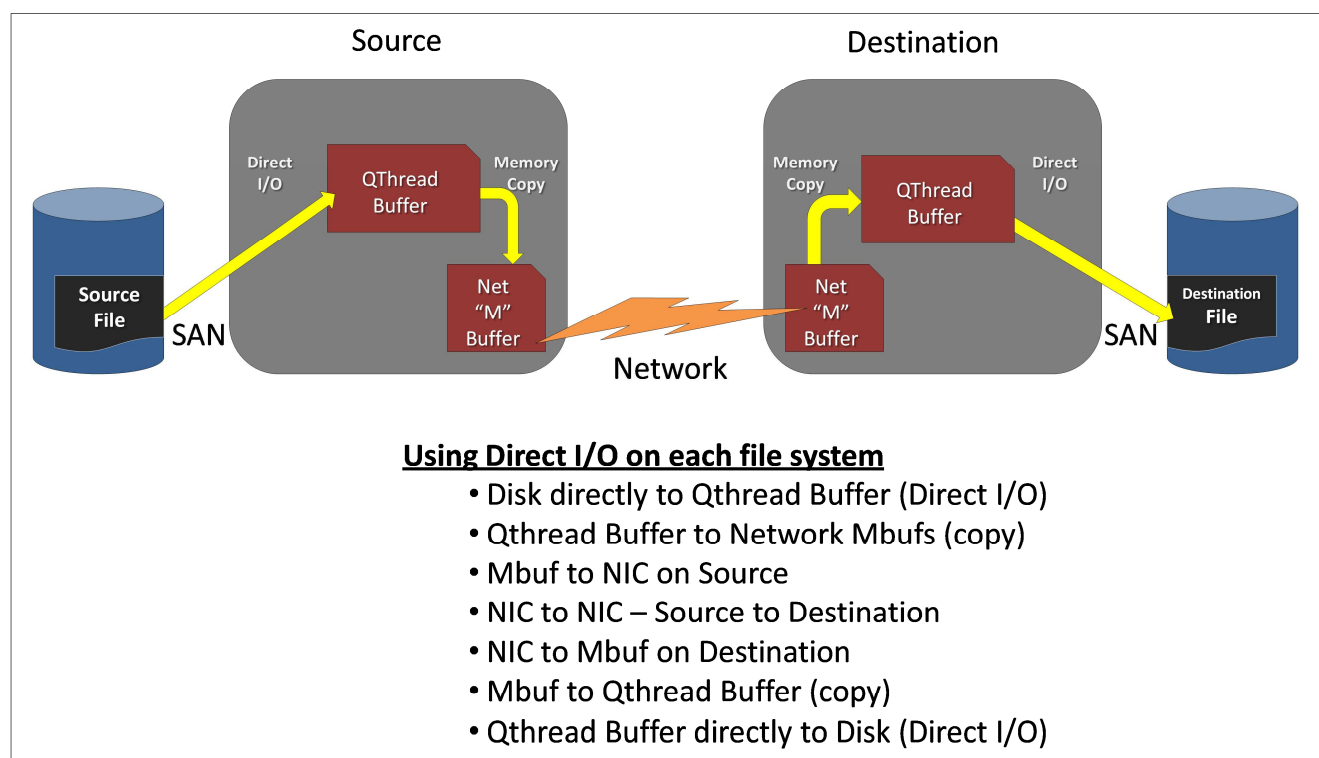 Source
Destination
Direct
I/O
QThread
Buffer
Memory
Copy
Memory
Copy
QThread
Buffer
Direct
I/O
Source
File
SAN
Net
“M”
Buffer
Network
Net
“M”
Buffer
SAN
Destination
File
Using Direct I/O on each file system
• Disk directly to Qthread Buffer (Direct I/O)
• Qthread Buffer to Network Mbufs (copy)
• Mbuf to NIC on Source
• NIC to NIC – Source to Destination
• NIC to Mbuf on Destination
• Mbuf to Qthread Buffer (copy)
• Qthread Buffer directly to Disk (Direct I/O)